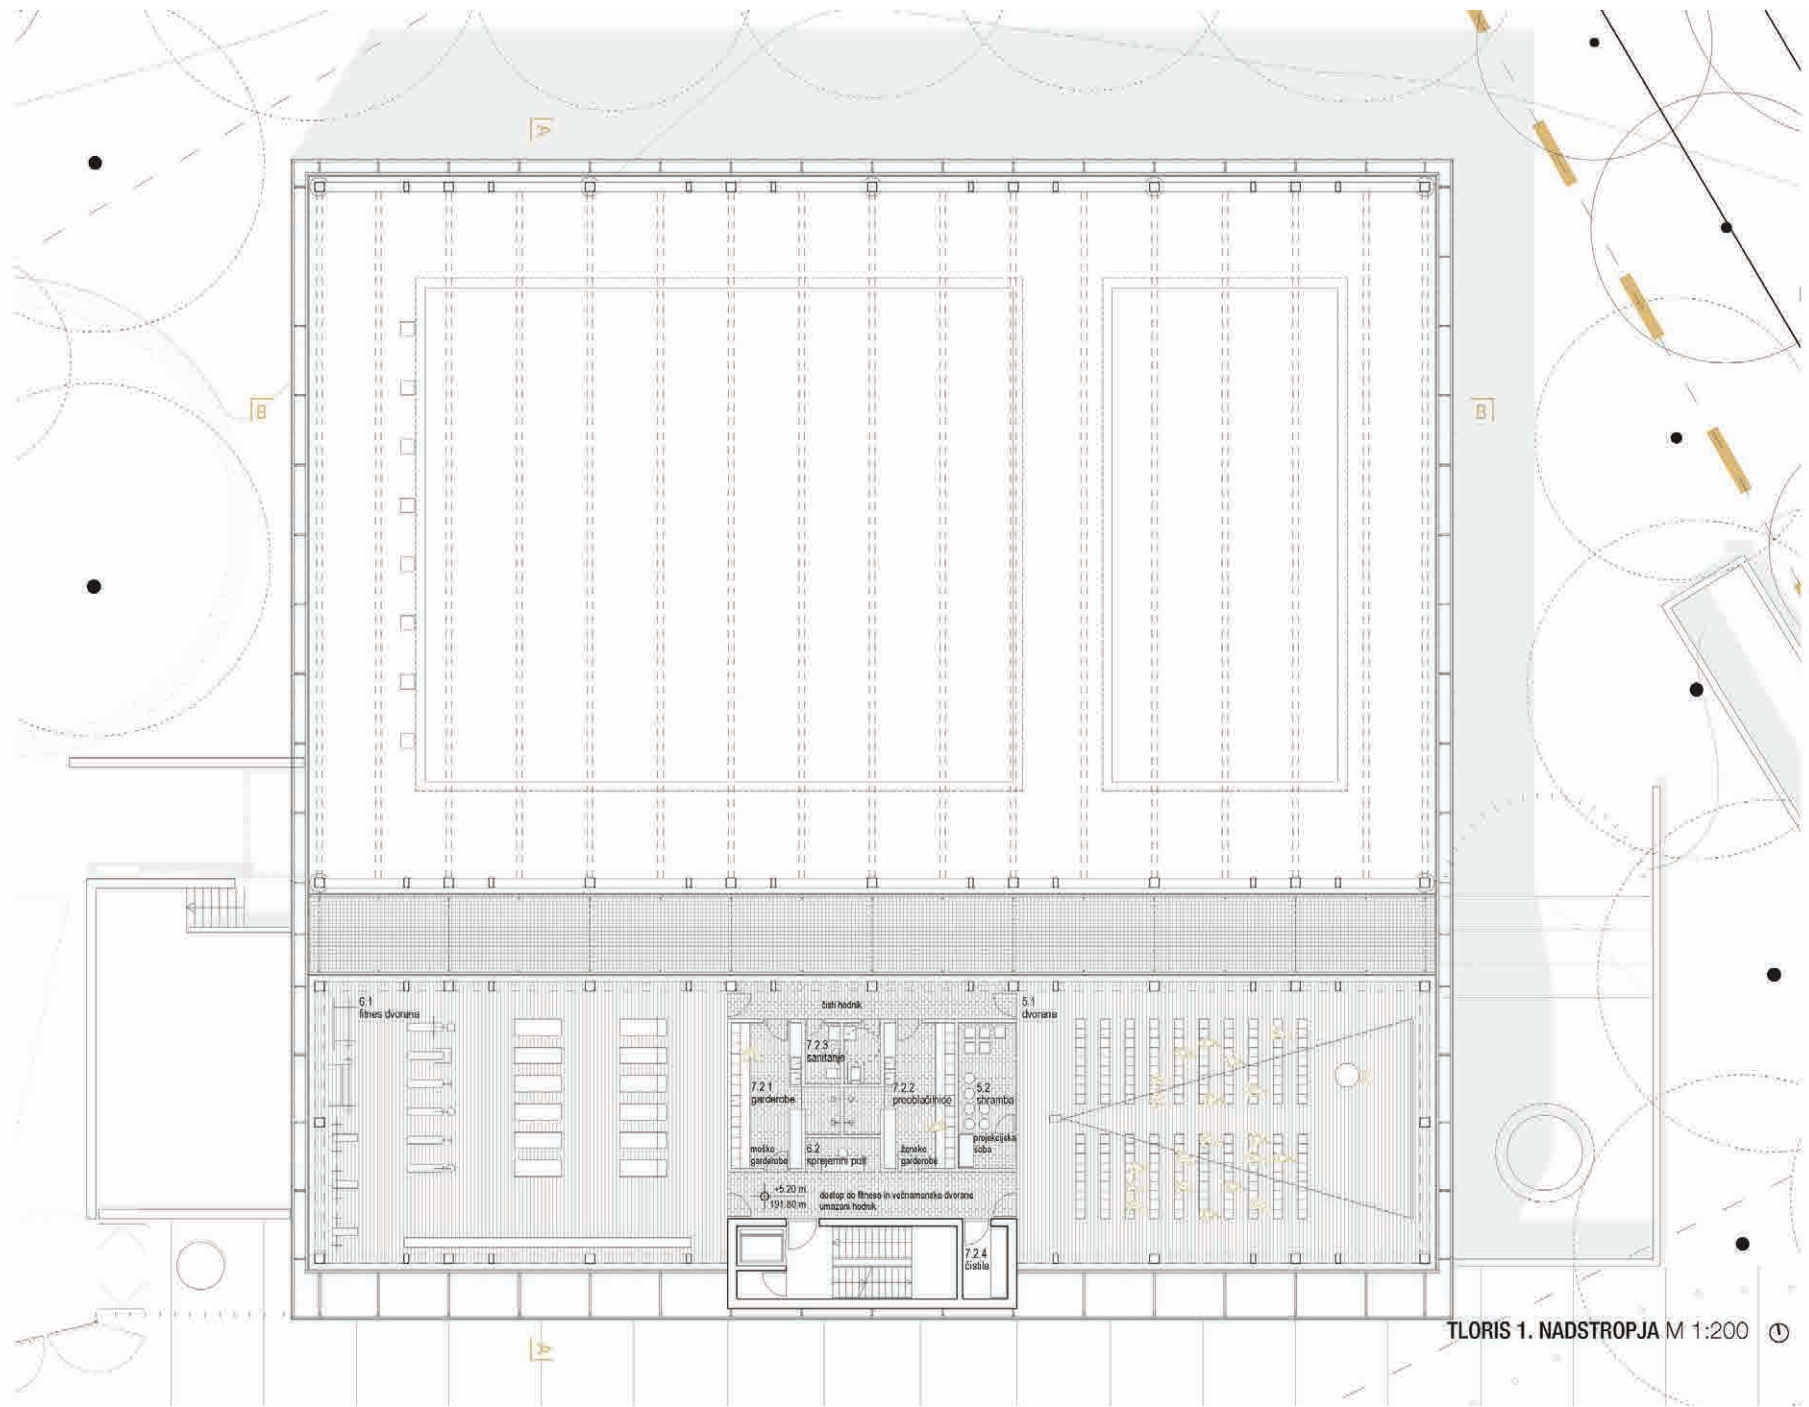 A
B
B
6.1
fitnes dvorana
čisti hodnik
5.1
dvorana
7.2.3
sanitarije
7.2.1
garderobe
7.2.2
preoblačilnice
5.2
shramba
moške
garderobe
6.2
sprejemni pult
ženske
garderobe
projekcijska
soba
+5.20 m
191.80 m
dostop do fitnesa in večnamenske dvorane
umazani hodnik
7.2.4
čistila
A
TLORIS 1. NADSTROPJA M 1:200